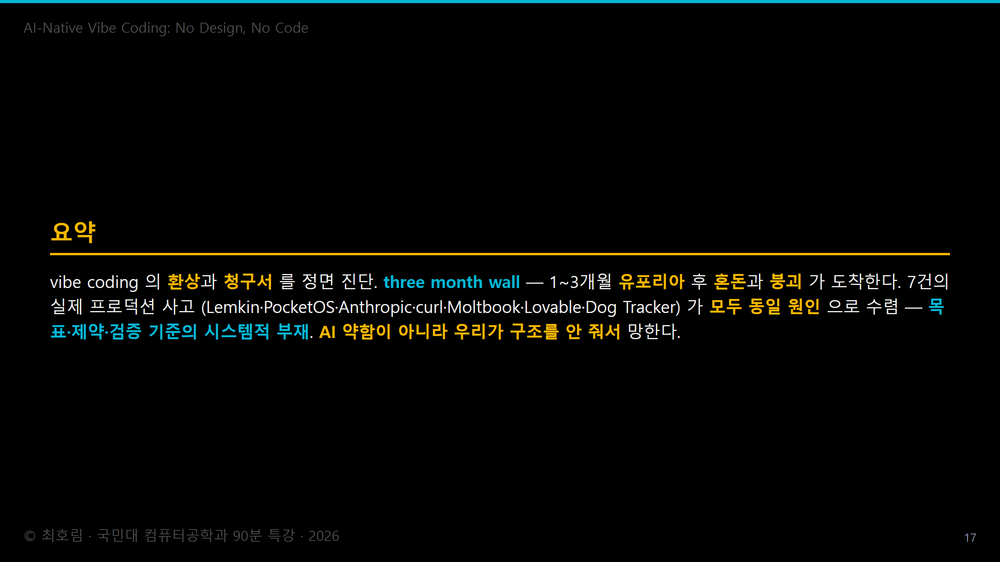 AI-Native Vibe Coding: No Design, No Code
요약
vibe coding 의 환상과 청구서 를 정면 진단. three month wall — 1~3개월 유포리아 후 혼돈과 붕괴 가 도착한다. 7건의
실제 프로덕션 사고 (Lemkin·PocketOS·Anthropic·curl·Moltbook·Lovable·Dog Tracker) 가 모두 동일 원인 으로 수렴 — 목
표·제약·검증 기준의 시스템적 부재. AI 약함이 아니라 우리가 구조를 안 줘서 망한다.
© 최호림 · 국민대 컴퓨터공학과 90분 특강 · 2026
17